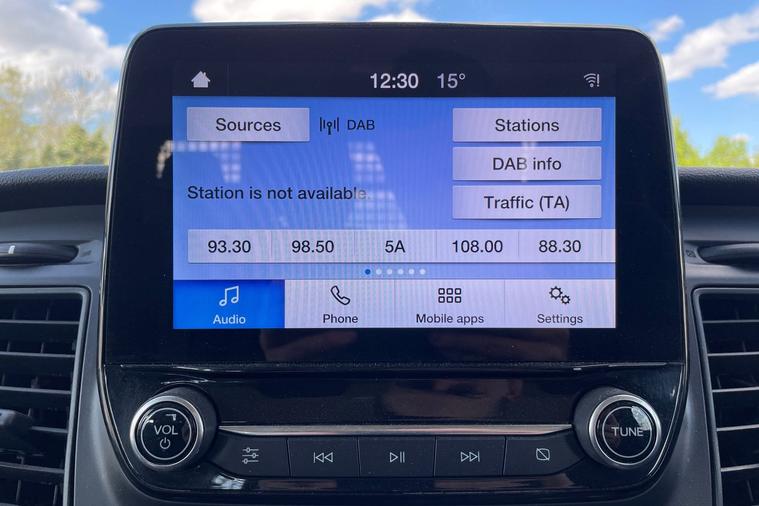 12:30 15°
Sources DAB Stations
DAB info
Station is not available.
Traffic (TA)
93.30 98.50 5A 108.00 88.30
Audio Phone Mobile apps Settings
VOL TUNE